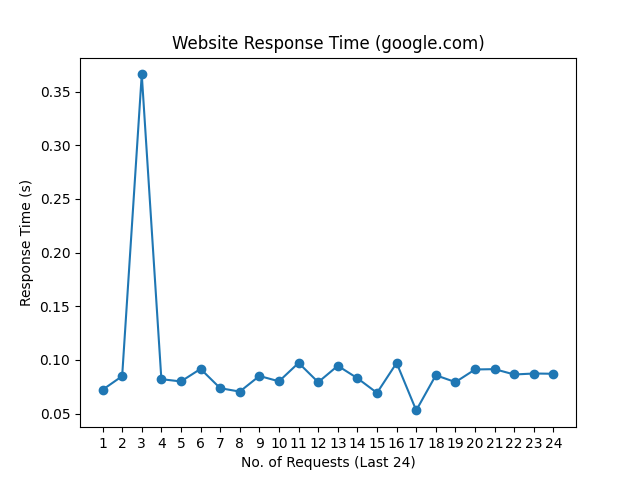 Website Response Time (google.com)
0.35
0.30
0.25
0.20
0.15
0.10
0.05
Response Time (s)
1 2 3 4 5 6 7 8 9 10 11 12 13 14 15 16 17 18 19 20 21 22 23 24
No. of Requests (Last 24)